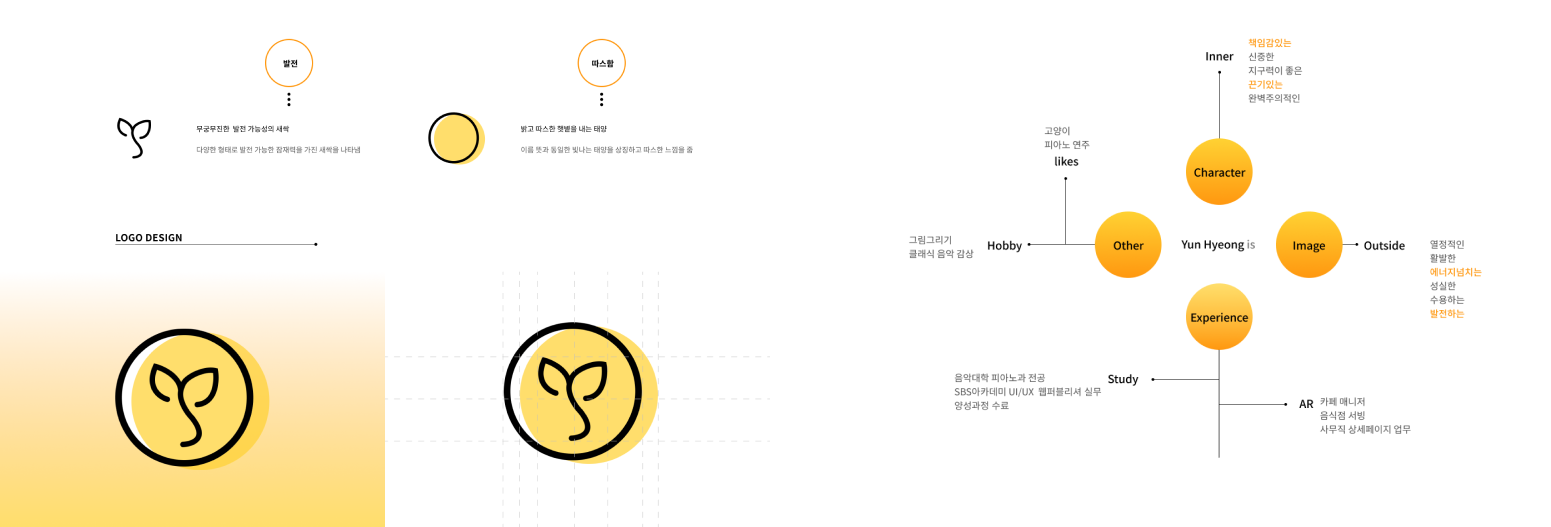 발전
무궁무진한 발전 가능성의 새싹
다양한 형태로 발전 가능한 잠재력을 가진 새싹을 나타냄
따스함
밝고 따스한 햇볕을 내는 태양
이름 뜻과 동일한 빛나는 태양을 상징하고 따스한 느낌을 줌
LOGO DESIGN
Inner
책임감있는
신중한
지구력이 좋은
끈기있는
완벽주의적인
Character
고양이
피아노 연주
likes
그림그리기
클래식 음악 감상
Hobby
Other
Yun Hyeong is
Image
Outside
열정적인
활발한
에너지넘치는
성실한
수용하는
발전하는
Experience
음악대학 피아노과 전공
SBS아카데미 UI/UX 웹퍼블리셔 실무
양성과정 수료
Study
AR
카페 매니저
음식점 서빙
사무직 상세페이지 업무